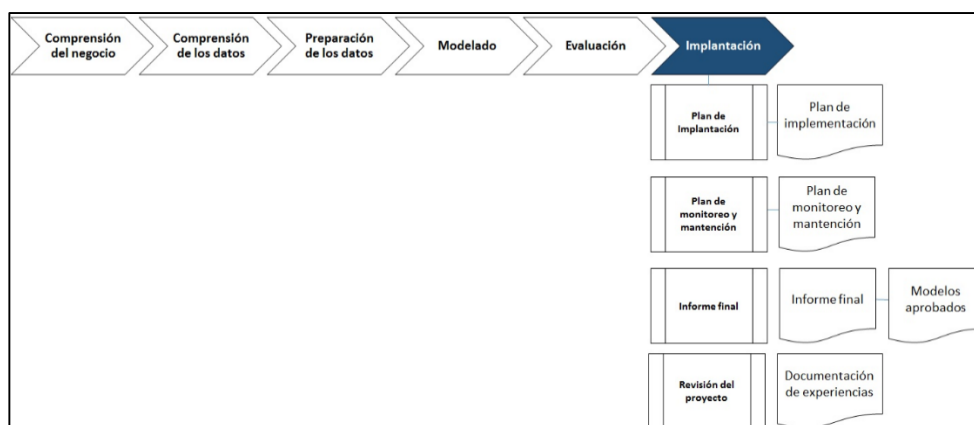 Comprensión
del negocio
Comprensión
de los datos
Preparación
de los datos
Modelado
Evaluación
Implantación
Plan de
Implantación
Plan de
implementación
Plan de
monitoreo y
mantención
Plan de
monitoreo y
mantención
Informe final
Informe final
Modelos
aprobados
Revisión del
proyecto
Documentación
de experiencias